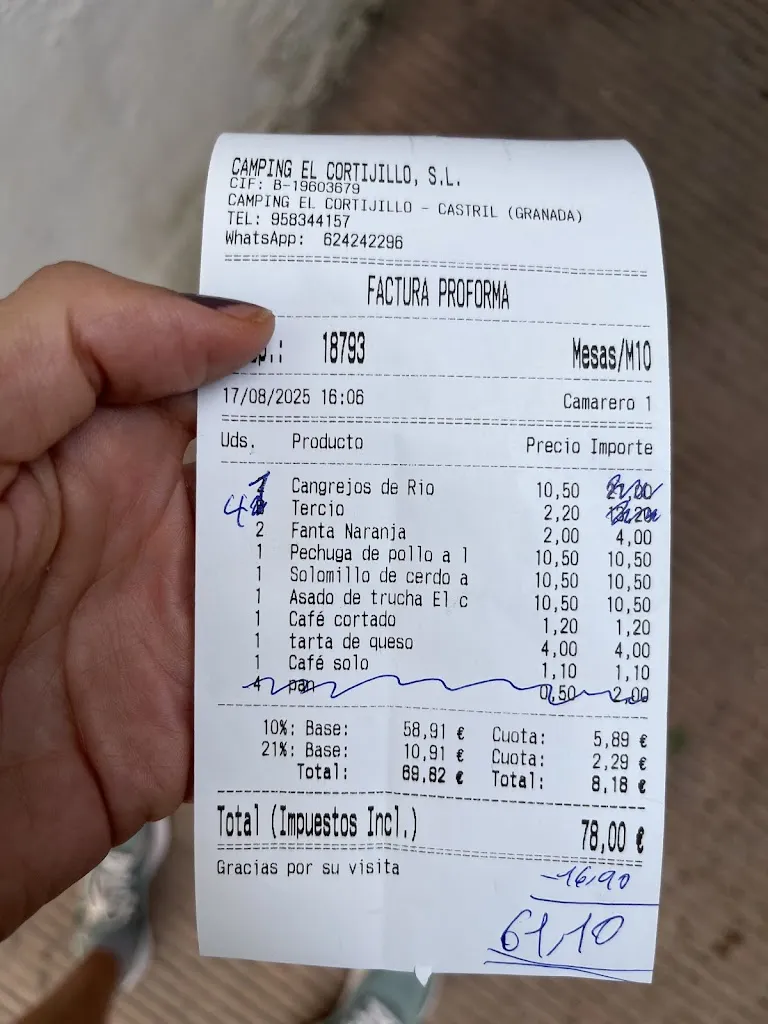 CAMPING EL CORTIJILLO, S.L.
CIF: B-19603679
CAMPING EL CORTIJILLO - CASTRIL (GRANADA)
TEL: 958344157
WhatsApp: 624242296
FACTURA PROFORMA
18793 Mesas/M10
17/08/2025 16:06 Camarero 1
Uds. Producto Precio Importe
1 Cangrejos de Rio 10,50
4 Tercio 2,20
2 Fanta Naranja 2,00 4,00
1 Pechuga de pollo a l 10,50 10,50
1 Solomillo de cerdo a 10,50 10,50
1 Asado de trucha El c 10,50 10,50
1 Café cortado 1,20 1,20
1 tarta de queso 4,00 4,00
1 Café solo 1,10 1,10
4 pan 0,50 2,00
10%: Base: 58,91 € Cuota: 5,89 €
21%: Base: 10,91 € Cuota: 2,29 €
Total: 69,82 € Total: 8,18 €
Total (Impuestos Incl.) 78,00 €
Gracias por su visita
-16,90
61,10